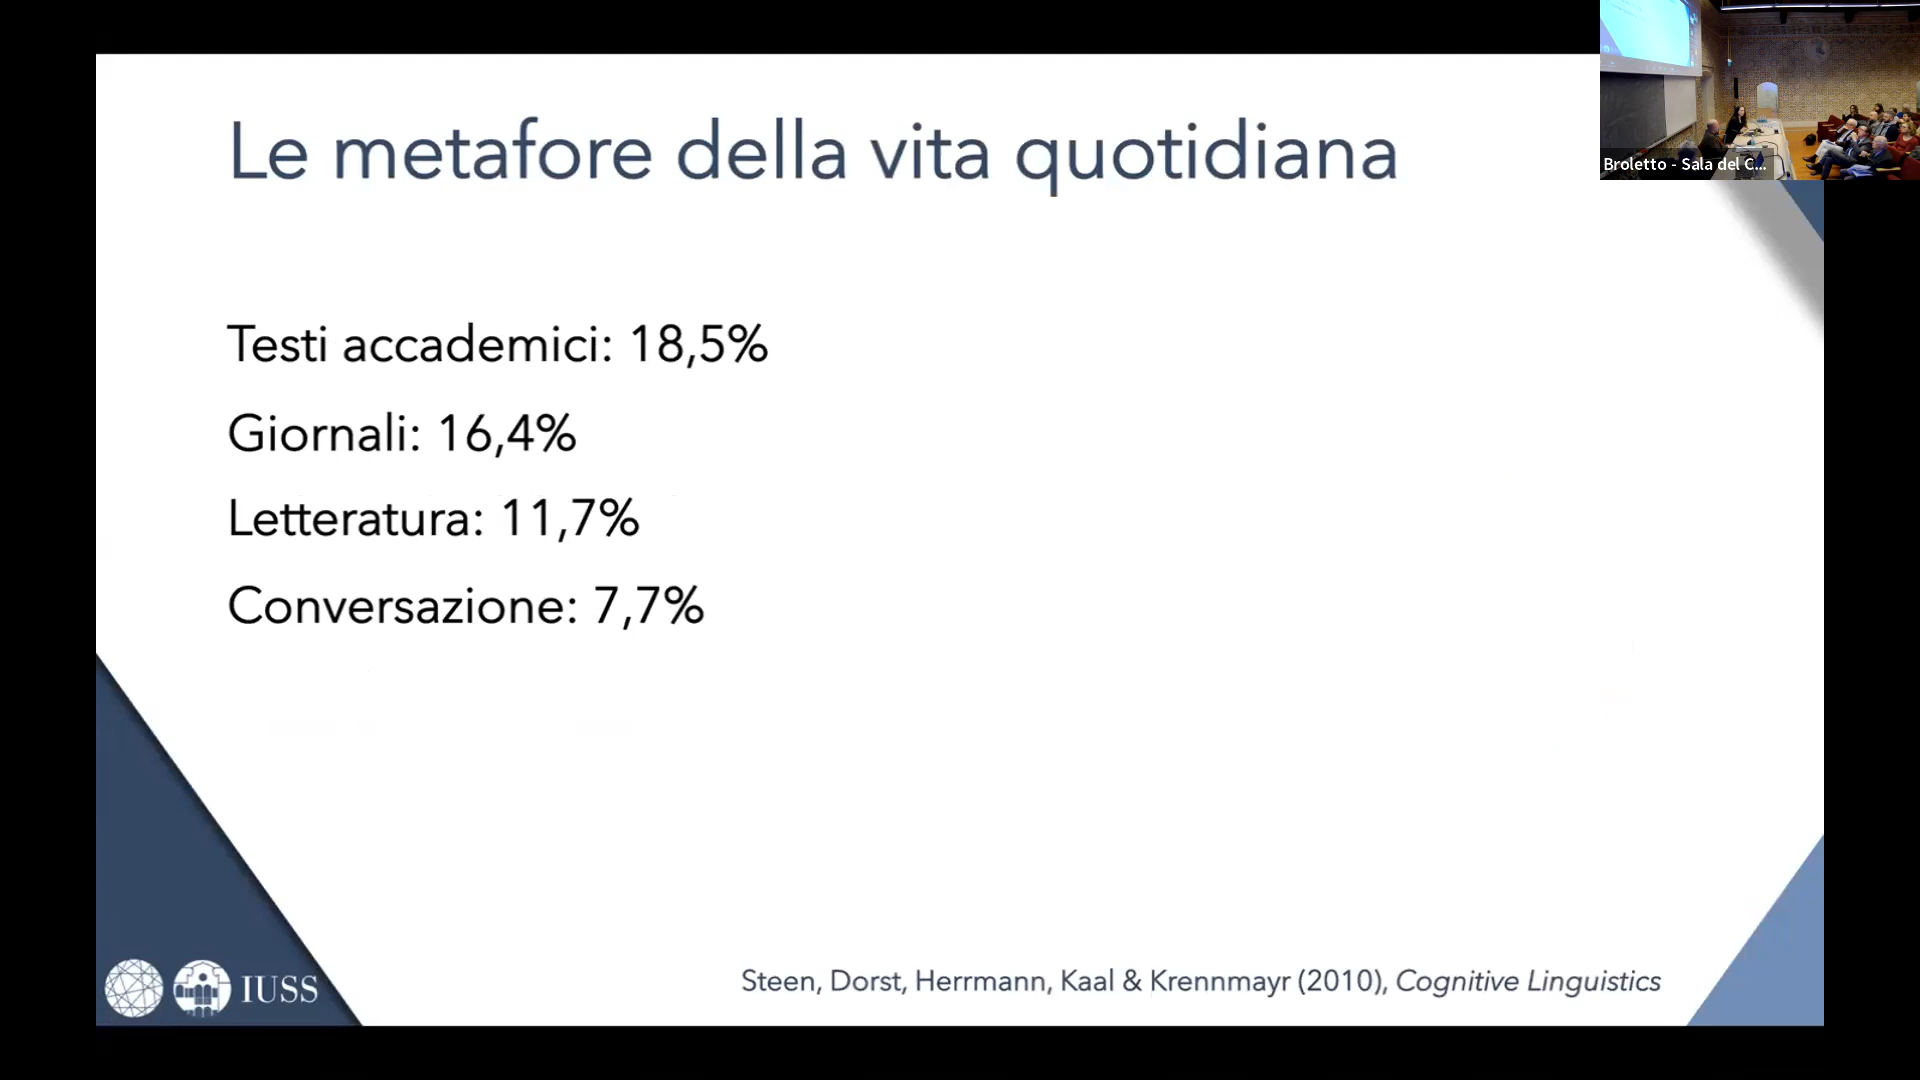 Le metafore della vita quotidiana
Broletto - Sala del C...
Testi accademici: 18,5%
Giornali: 16,4%
Letteratura: 11,7%
Conversazione: 7,7%
IUSS
Steen, Dorst, Herrmann, Kaal & Krennmayr (2010), Cognitive Linguistics